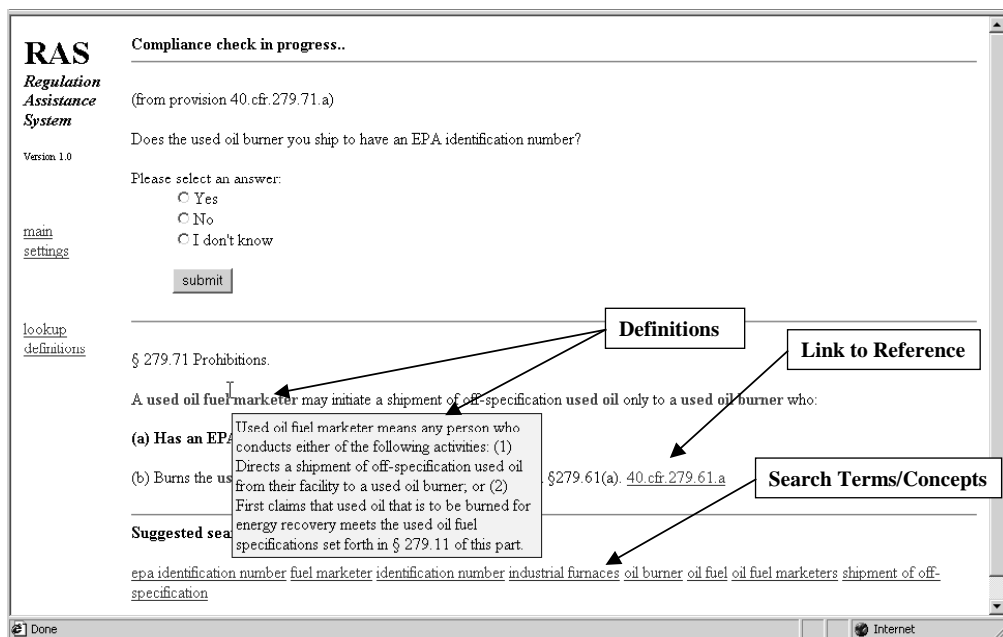 RAS
Regulation
Assistance
System
Version 1.0
main
settings
lookup
definitions
Compliance check in progress..
(from provision 40.cfr.279.71.a)
Does the used oil burner you ship to have an EPA identification number?
Please select an answer:
Yes
No
I don't know
submit
Definitions
Link to Reference
§ 279.71 Prohibitions.
A used oil fuel marketer may initiate a shipment of off-specification used oil only to a used oil burner who:
Used oil fuel marketer means any person who
conducts either of the following activities: (1)
Directs a shipment of off-specification used oil
from their facility to a used oil burner; or (2)
First claims that used oil that is to be burned for
energy recovery meets the used oil fuel
specifications set forth in § 279.11 of this part.
(a) Has an EPA
(b) Burns the §279.61(a). 40.cfr.279.61.a
Search Terms/Concepts
Suggested
epa identification number fuel marketer identification number industrial furnaces oil burner oil fuel oil fuel marketers shipment of off-
specification
Done
Internet